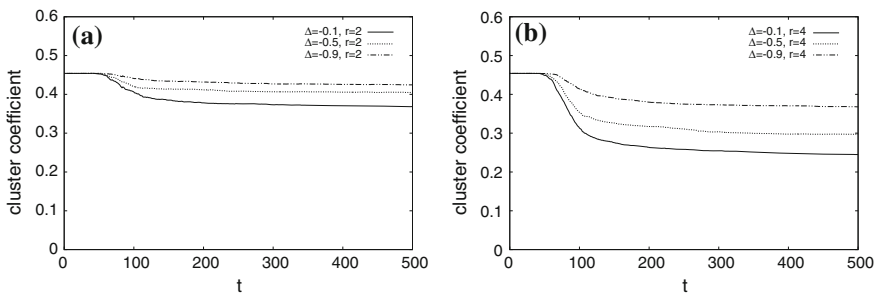 (a)
Δ=-0.1, r=2
Δ=-0.5, r=2
Δ=-0.9, r=2
cluster coefficient
0.6
0.5
0.4
0.3
0.2
0.1
0
0 100 200 300 400 500
t
(b)
Δ=-0.1, r=4
Δ=-0.5, r=4
Δ=-0.9, r=4
cluster coefficient
0.6
0.5
0.4
0.3
0.2
0.1
0
0 100 200 300 400 500
t